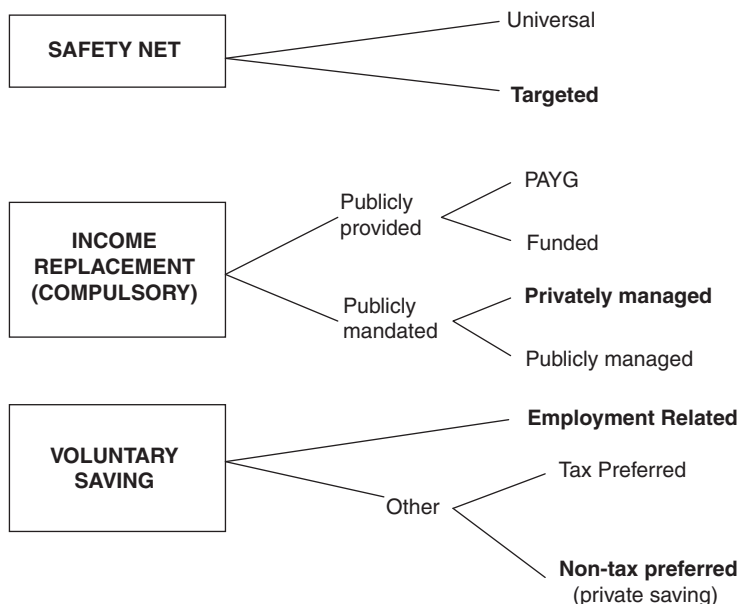 SAFETY NET
Universal
Targeted
INCOME
REPLACEMENT
(COMPULSORY)
Publicly
provided
PAYG
Funded
Publicly
mandated
Privately managed
Publicly managed
VOLUNTARY
SAVING
Employment Related
Other
Tax Preferred
Non-tax preferred
(private saving)